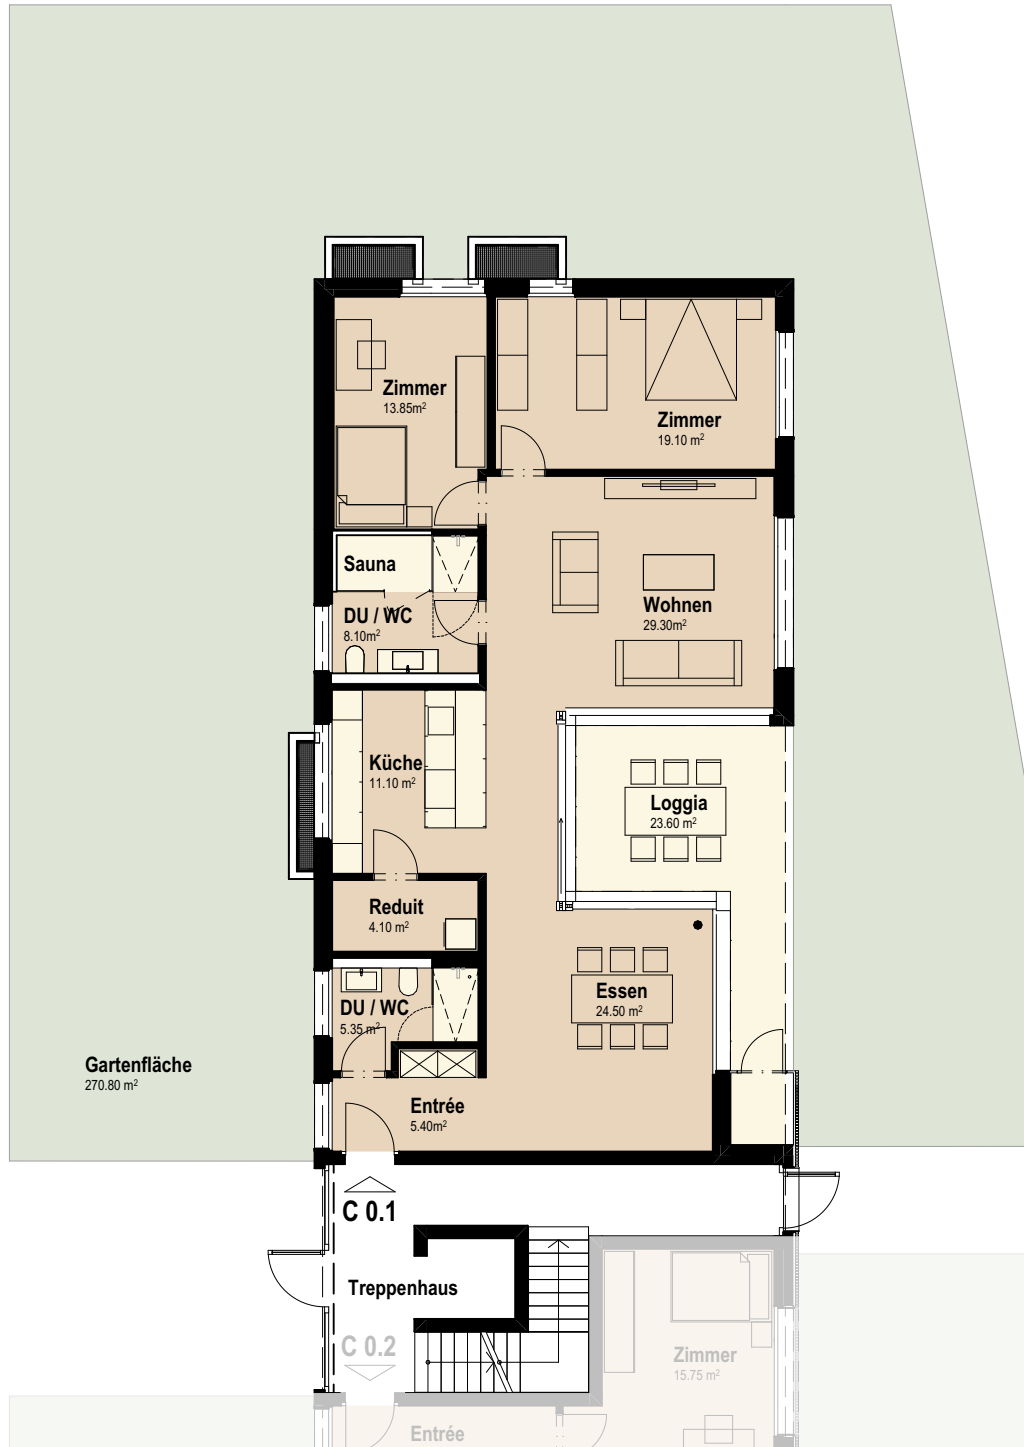 Zimmer
13.85m²
Zimmer
19.10 m²
Sauna
DU / WC
8.10m²
Wohnen
29.30m²
Küche
11.10 m²
Loggia
23.60 m²
Reduit
4.10 m²
Essen
24.50 m²
DU / WC
5.35 m²
Gartenfläche
270.80 m²
Entrée
5.40m²
C 0.1
Treppenhaus
C 0.2
Zimmer
15.75 m²
Entrée